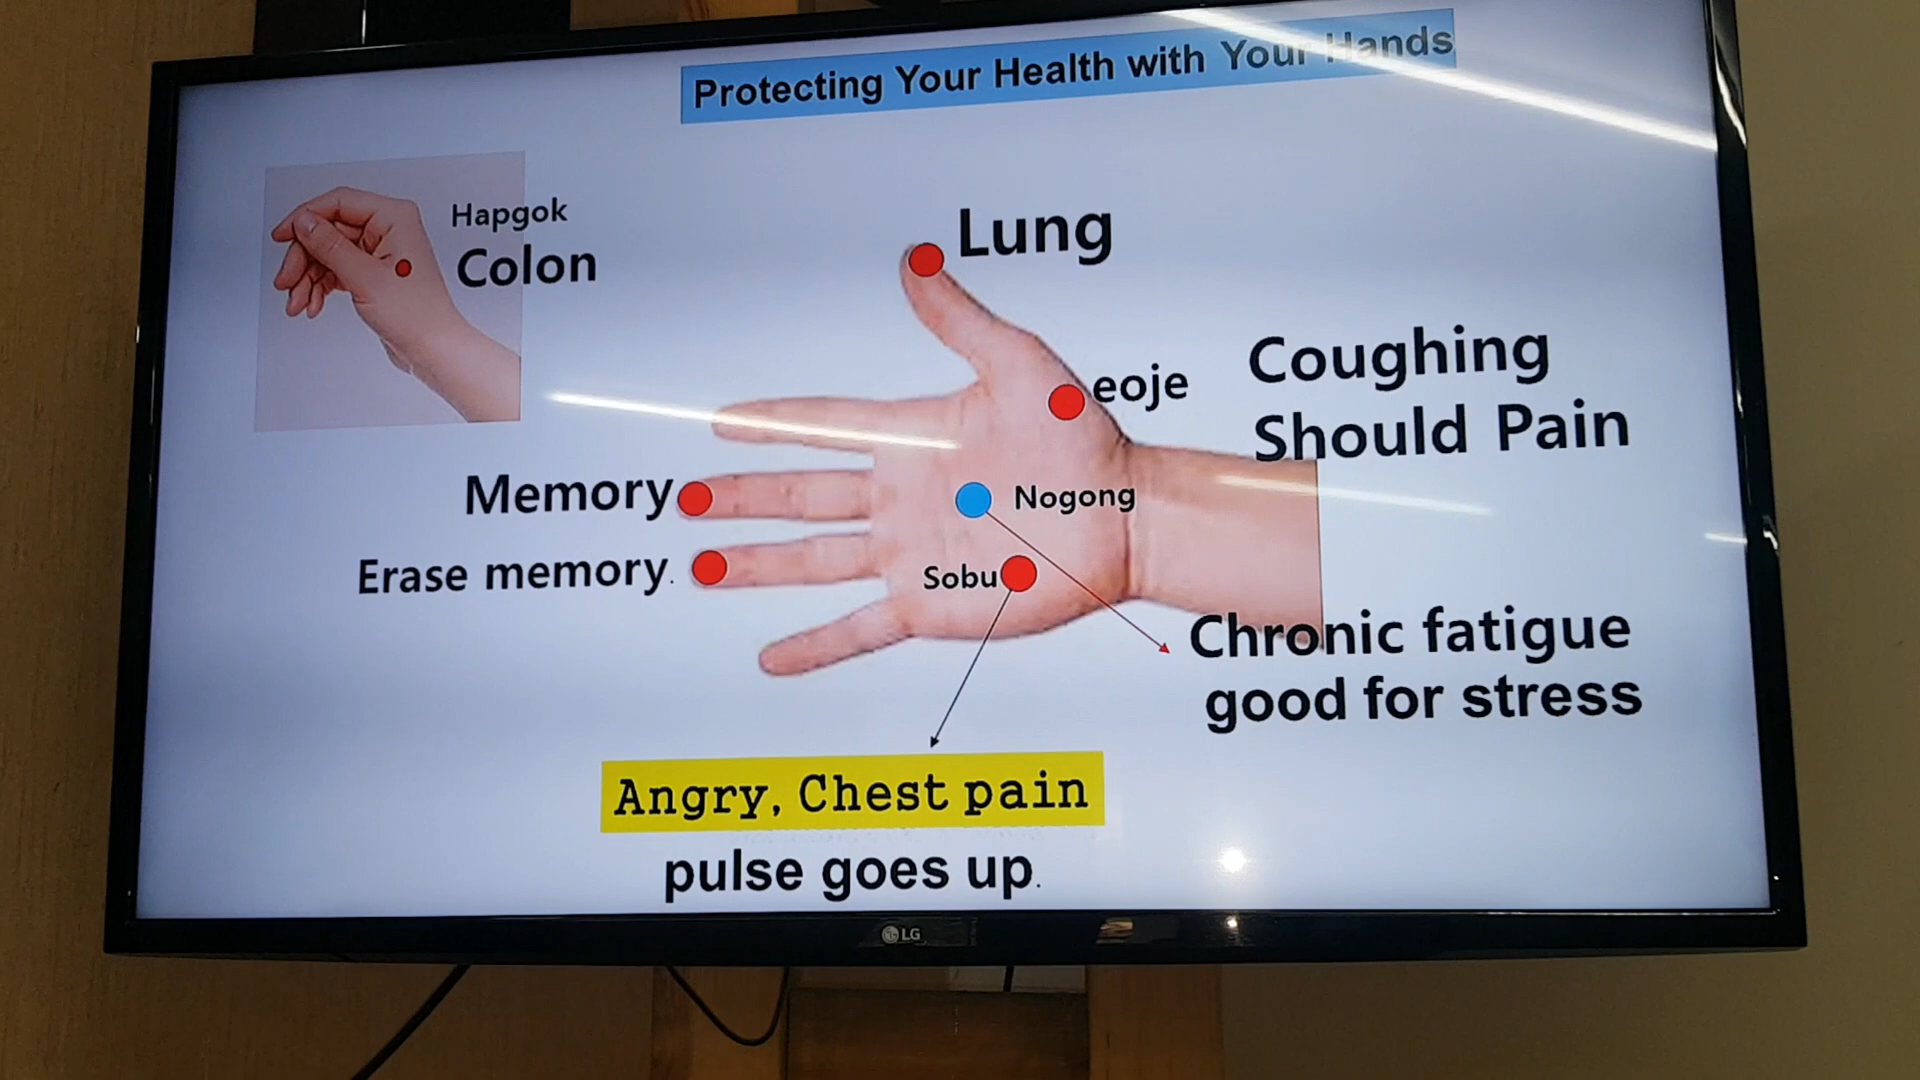 Protecting Your Health with Your Hands
Hapgok
Colon
Lung
eoje
Coughing
Should Pain
Memory
Nogong
Erase memory.
Sobu
Chronic fatigue
good for stress
Angry, Chest pain
pulse goes up.
LG